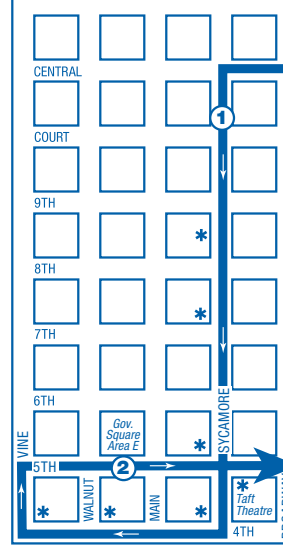 CENTRAL
1
COURT
9TH
*
8TH
*
7TH
6TH
SYCAMORE
Gov.
Square
Area E
VINE
*
5TH
2
*
Taft
Theatre
*
WALNUT
*
MAIN
*
4TH